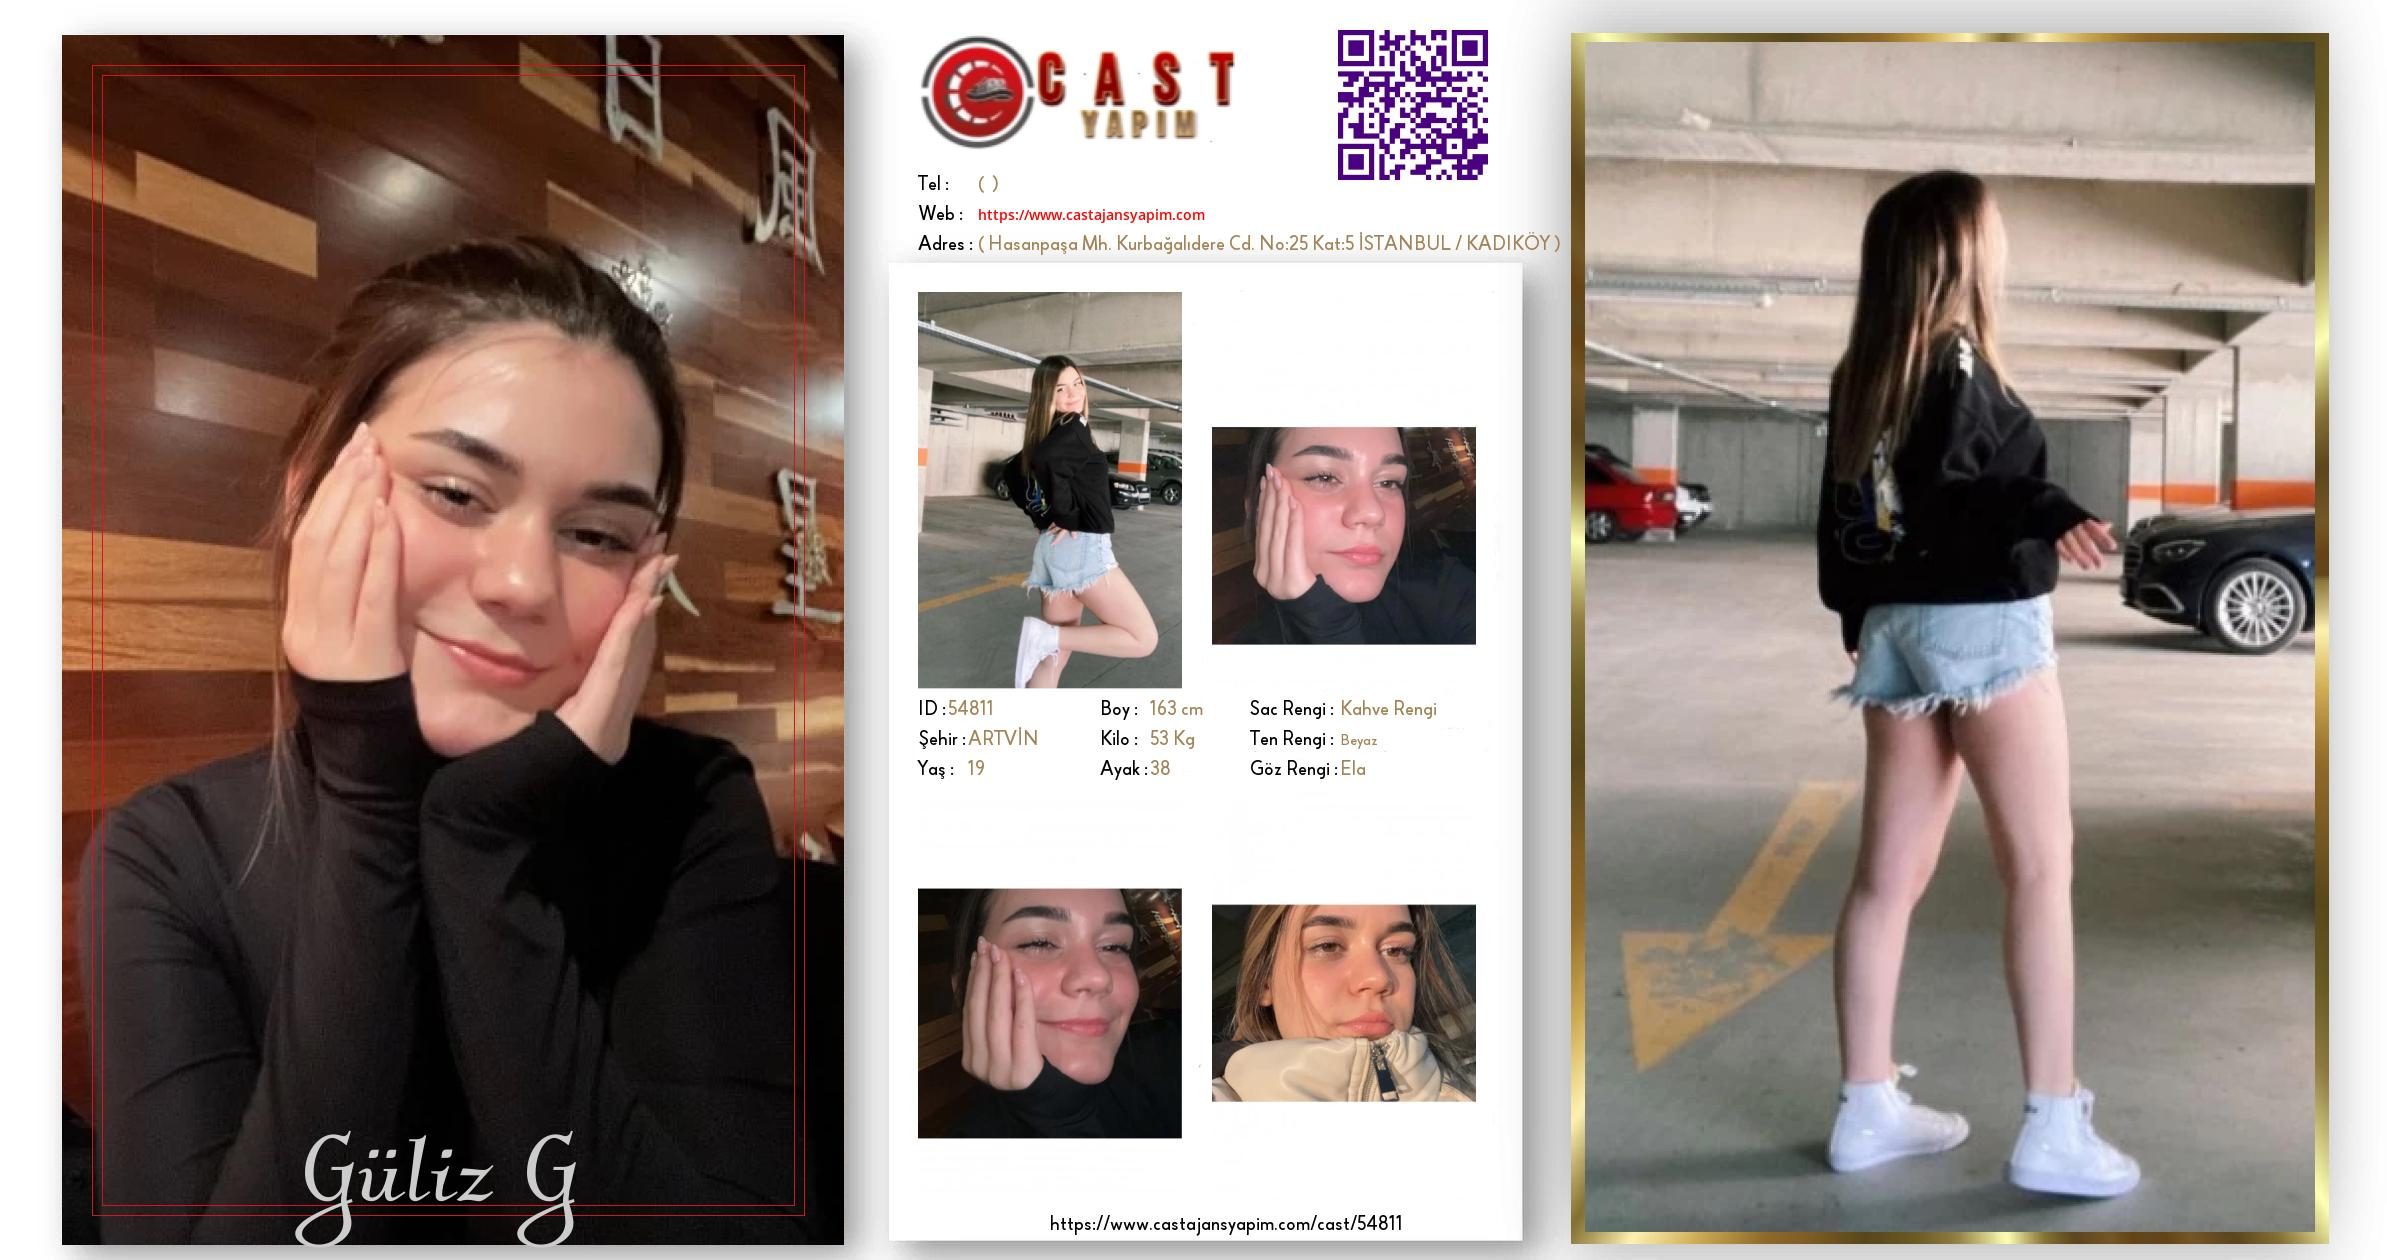 Güliz G
CAST
YAPIM
Tel : ( )
Web : https://www.castajansyapim.com
Adres : ( Hasanpaşa Mh. Kurbağalıdere Cd. No:25 Kat:5 İSTANBUL / KADIKÖY )
ID : 54811 Boy : 163 cm Sac Rengi : Kahve Rengi
Şehir : ARTVİN Kilo : 53 Kg Ten Rengi : Beyaz
Yaş : 19 Ayak : 38 Göz Rengi : Ela
https://www.castajansyapim.com/cast/54811